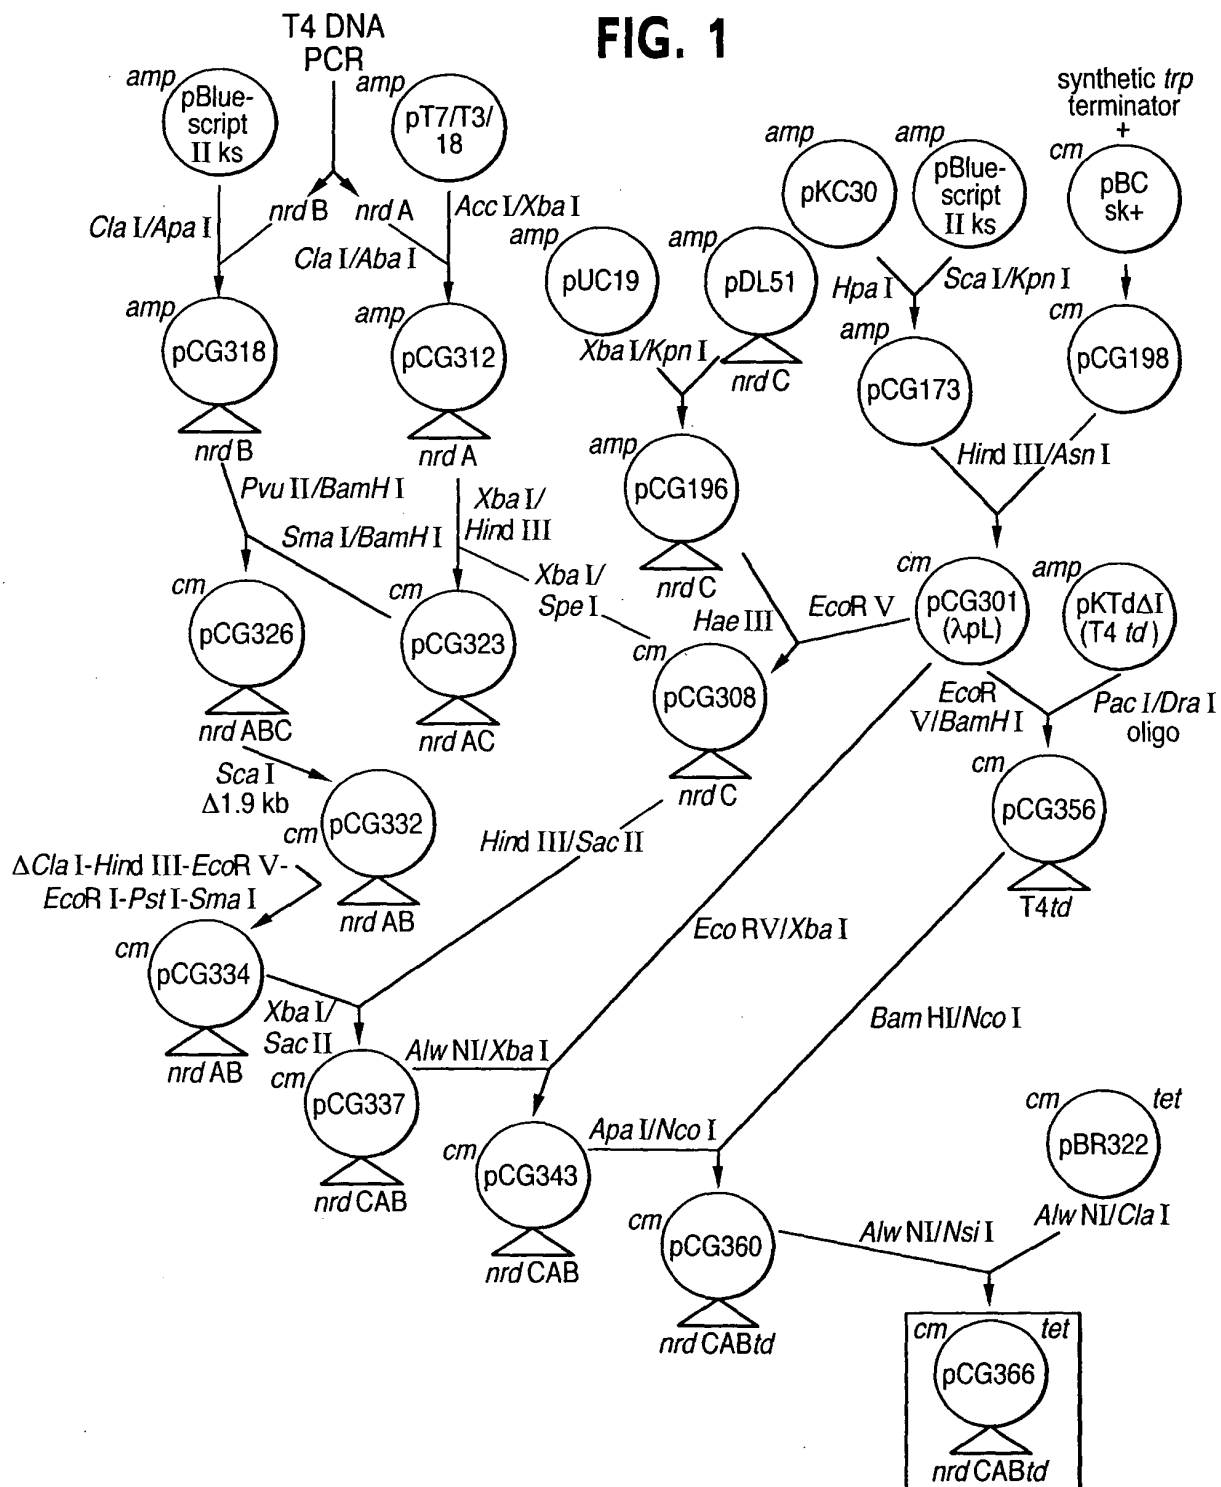 FIG. 1
T4 DNA
PCR
amp
pBlue-
script
II ks
amp
pT7/T3/
18
nrd B
nrd A
Cla I/Apa I
Acc I/Xba I
Cla I/Aba I
amp
pUC19
amp
pDL51
Xba I/Kpn I
nrd C
amp
pKC30
amp
pBlue-
script
II ks
Hpa I
Sca I/Kpn I
synthetic trp
terminator
+
cm
pBC
sk+
amp
pCG318
nrd B
amp
pCG312
nrd A
amp
pCG173
cm
pCG198
Hind III/Asn I
amp
pCG196
nrd C
Pvu II/BamH I
Sma I/BamH I
Xba I/
Hind III
Xba I/
Spe I
Hae III
EcoR V
cm
pCG301
(λpL)
amp
pKTdΔI
(T4 td)
cm
pCG326
nrd ABC
cm
pCG323
nrd AC
cm
pCG308
nrd C
EcoR
V/BamH I
Pac I/Dra I
oligo
Sca I
Δ1.9 kb
cm
pCG332
nrd AB
Hind III/Sac II
cm
pCG356
T4td
ΔCla I-Hind III-EcoR V-
EcoR I-Pst I-Sma I
cm
pCG334
nrd AB
Eco RV/Xba I
Xba I/
Sac II
Bam HI/Nco I
cm
pCG337
nrd CAB
Alw NI/Xba I
cm
pCG343
nrd CAB
Apa I/Nco I
cm
tet
pBR322
Alw NI/Cla I
cm
pCG360
nrd CABtd
Alw NI/Nsi I
cm
tet
pCG366
nrd CABtd